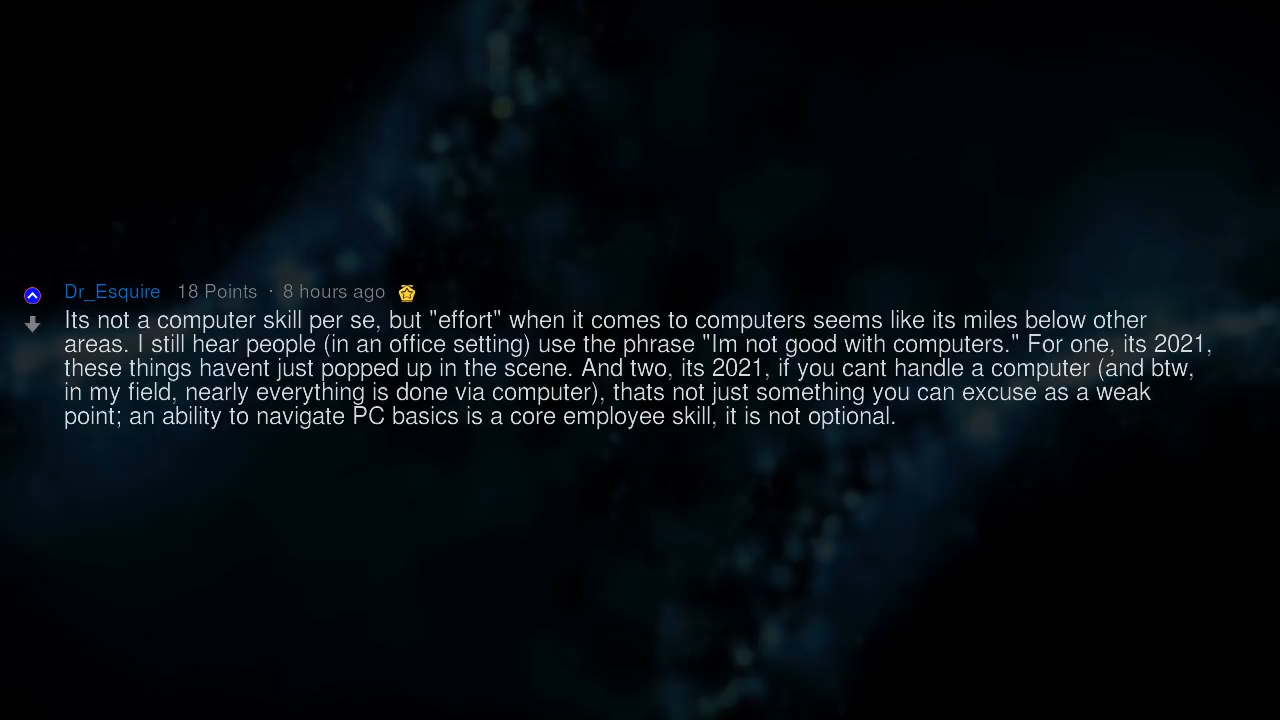 Dr_Esquire 18 Points · 8 hours ago
Its not a computer skill per se, but "effort" when it comes to computers seems like its miles below other
areas. I still hear people (in an office setting) use the phrase "Im not good with computers." For one, its 2021,
these things havent just popped up in the scene. And two, its 2021, if you cant handle a computer (and btw,
in my field, nearly everything is done via computer), thats not just something you can excuse as a weak
point; an ability to navigate PC basics is a core employee skill, it is not optional.